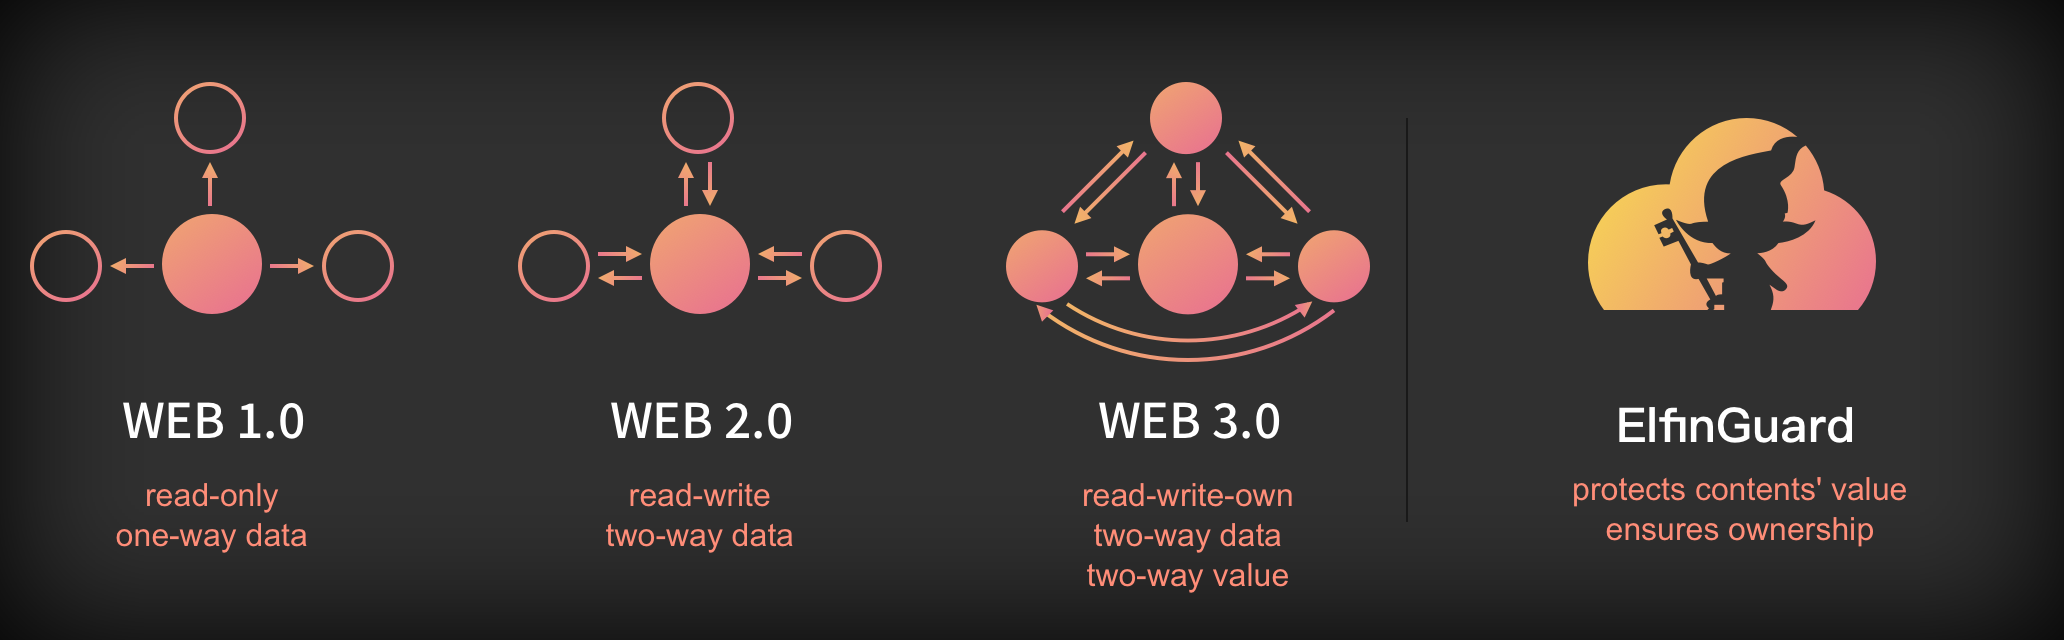 WEB 1.0
read-only
one-way data
WEB 2.0
read-write
two-way data
WEB 3.0
read-write-own
two-way data
two-way value
ElfinGuard
protects contents' value
ensures ownership